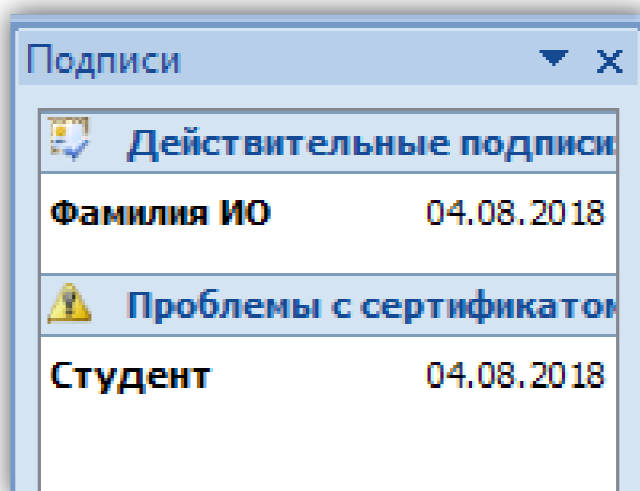 Подписи
Действительные подписи:
Фамилия ИО 04.08.2018
Проблемы с сертификатом
Студент 04.08.2018